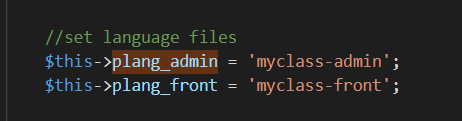 //set language files
$this->plang_admin = 'myclass-admin';
$this->plang_front = 'myclass-front';